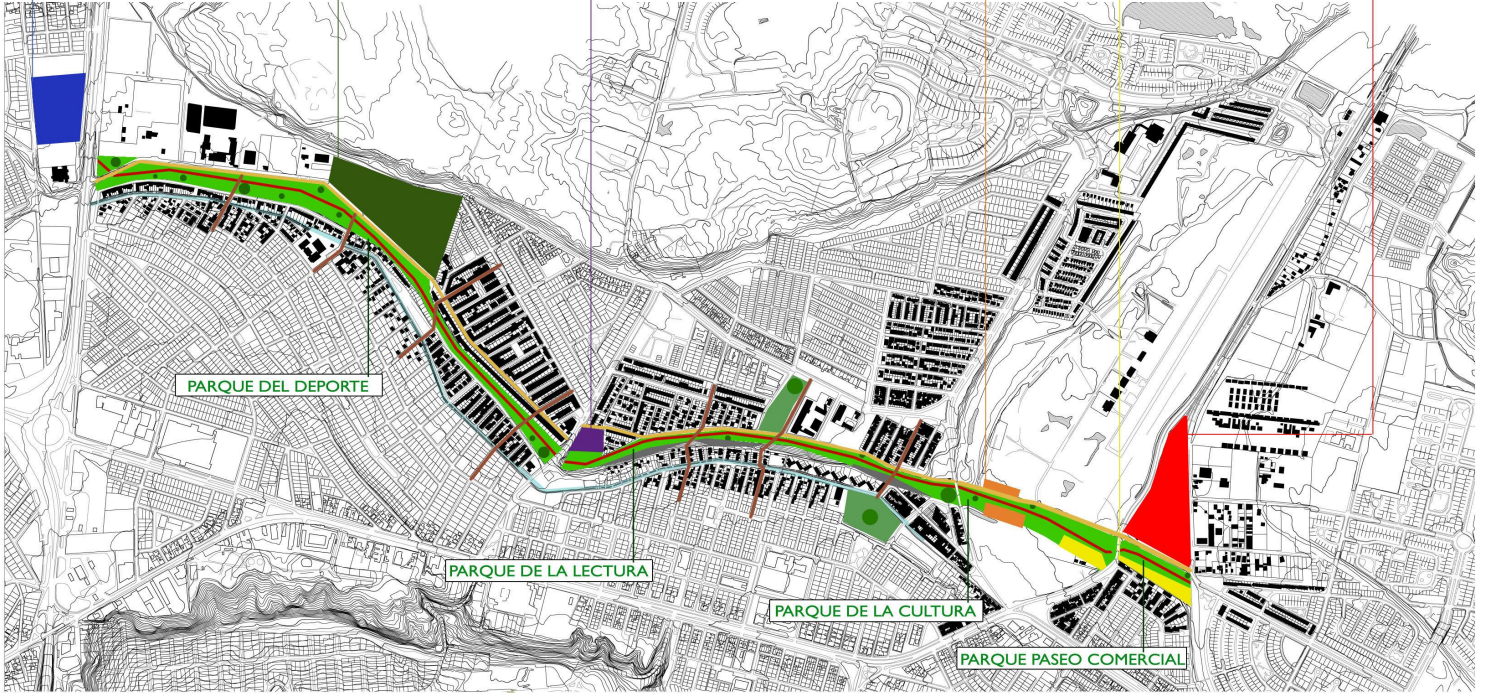 PARQUE DEL DEPORTE
PARQUE DE LA LECTURA
PARQUE DE LA CULTURA
PARQUE PASEO COMERCIAL